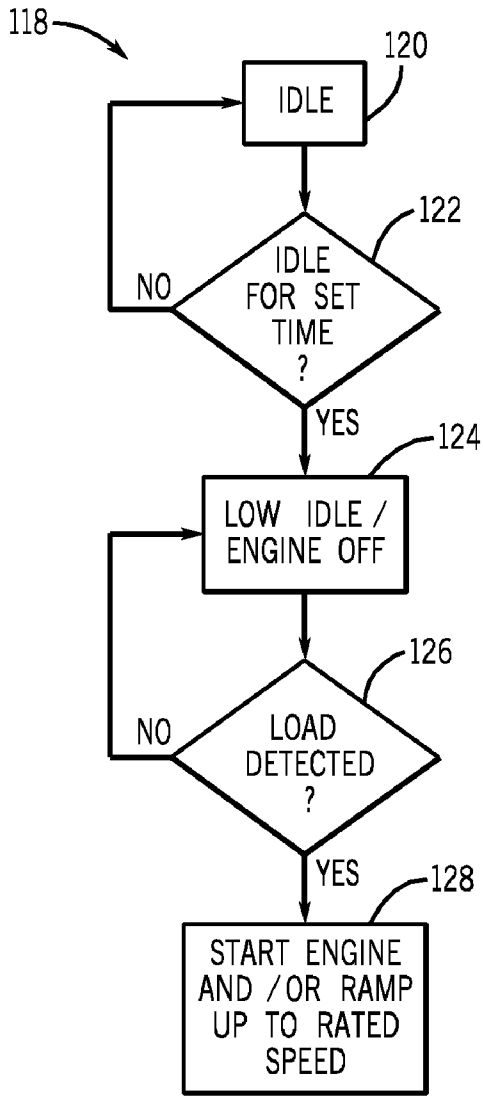 118
120
IDLE
122
IDLE
FOR SET
TIME
?
NO
YES
124
LOW IDLE /
ENGINE OFF
126
NO
LOAD
DETECTED
?
YES
128
START ENGINE
AND / OR RAMP
UP TO RATED
SPEED